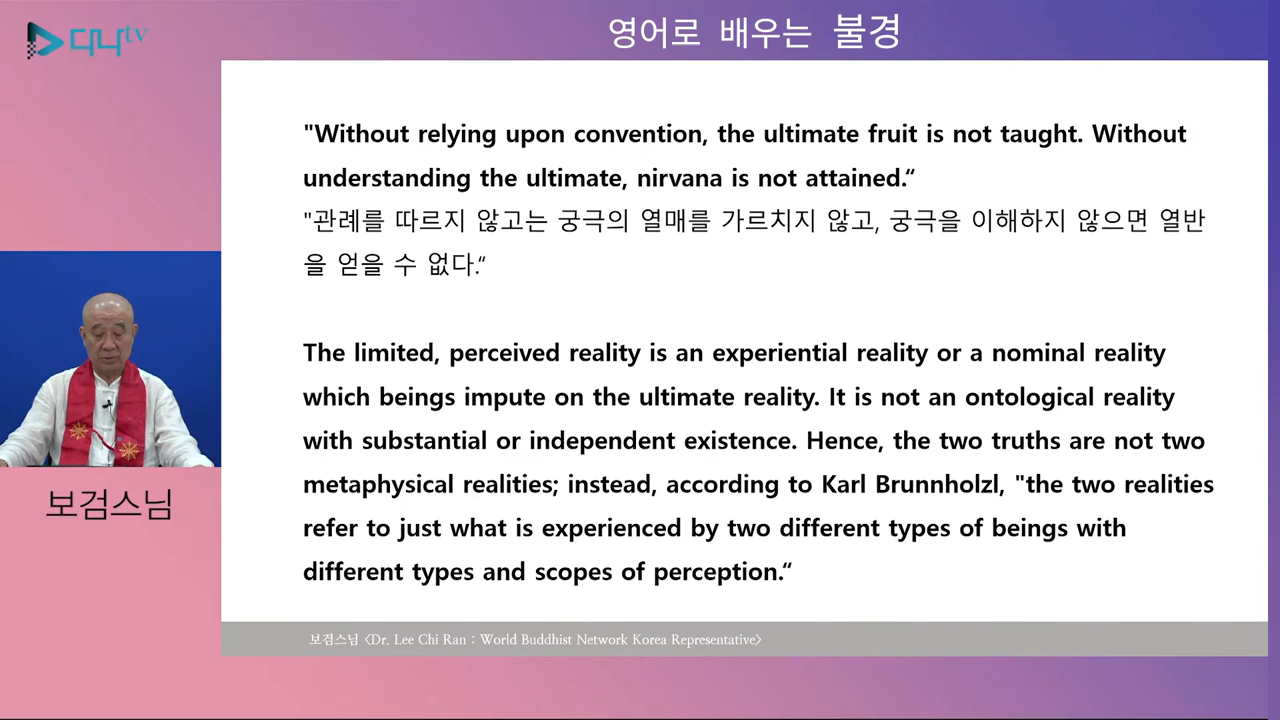 다나tv
영어로 배우는 불경
"Without relying upon convention, the ultimate fruit is not taught. Without
understanding the ultimate, nirvana is not attained.“
"관례를 따르지 않고는 궁극의 열매를 가르치지 않고, 궁극을 이해하지 않으면 열반
을 얻을 수 없다.“
The limited, perceived reality is an experiential reality or a nominal reality
which beings impute on the ultimate reality. It is not an ontological reality
with substantial or independent existence. Hence, the two truths are not two
metaphysical realities; instead, according to Karl Brunnholzl, "the two realities
refer to just what is experienced by two different types of beings with
different types and scopes of perception.“
보검스님
보검스님 <Dr. Lee Chi Ran : World Buddhist Network Korea Representative>